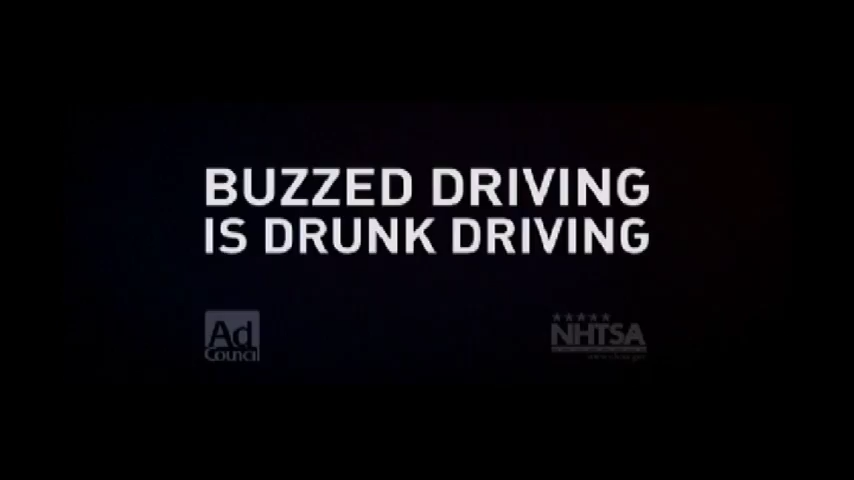 BUZZED DRIVING
IS DRUNK DRIVING
Ad
Council
NHTSA